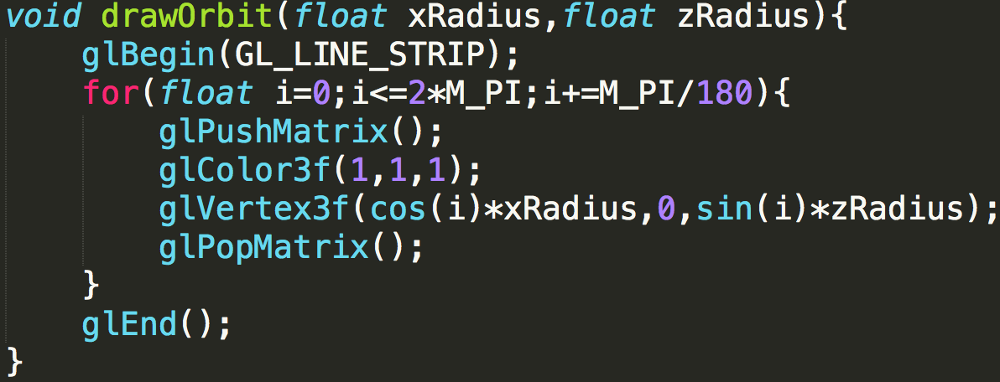 void drawOrbit(float xRadius,float zRadius){
    glBegin(GL_LINE_STRIP);
    for(float i=0;i<=2*M_PI;i+=M_PI/180){
        glPushMatrix();
        glColor3f(1,1,1);
        glVertex3f(cos(i)*xRadius,0,sin(i)*zRadius);
        glPopMatrix();
    }
    glEnd();
}